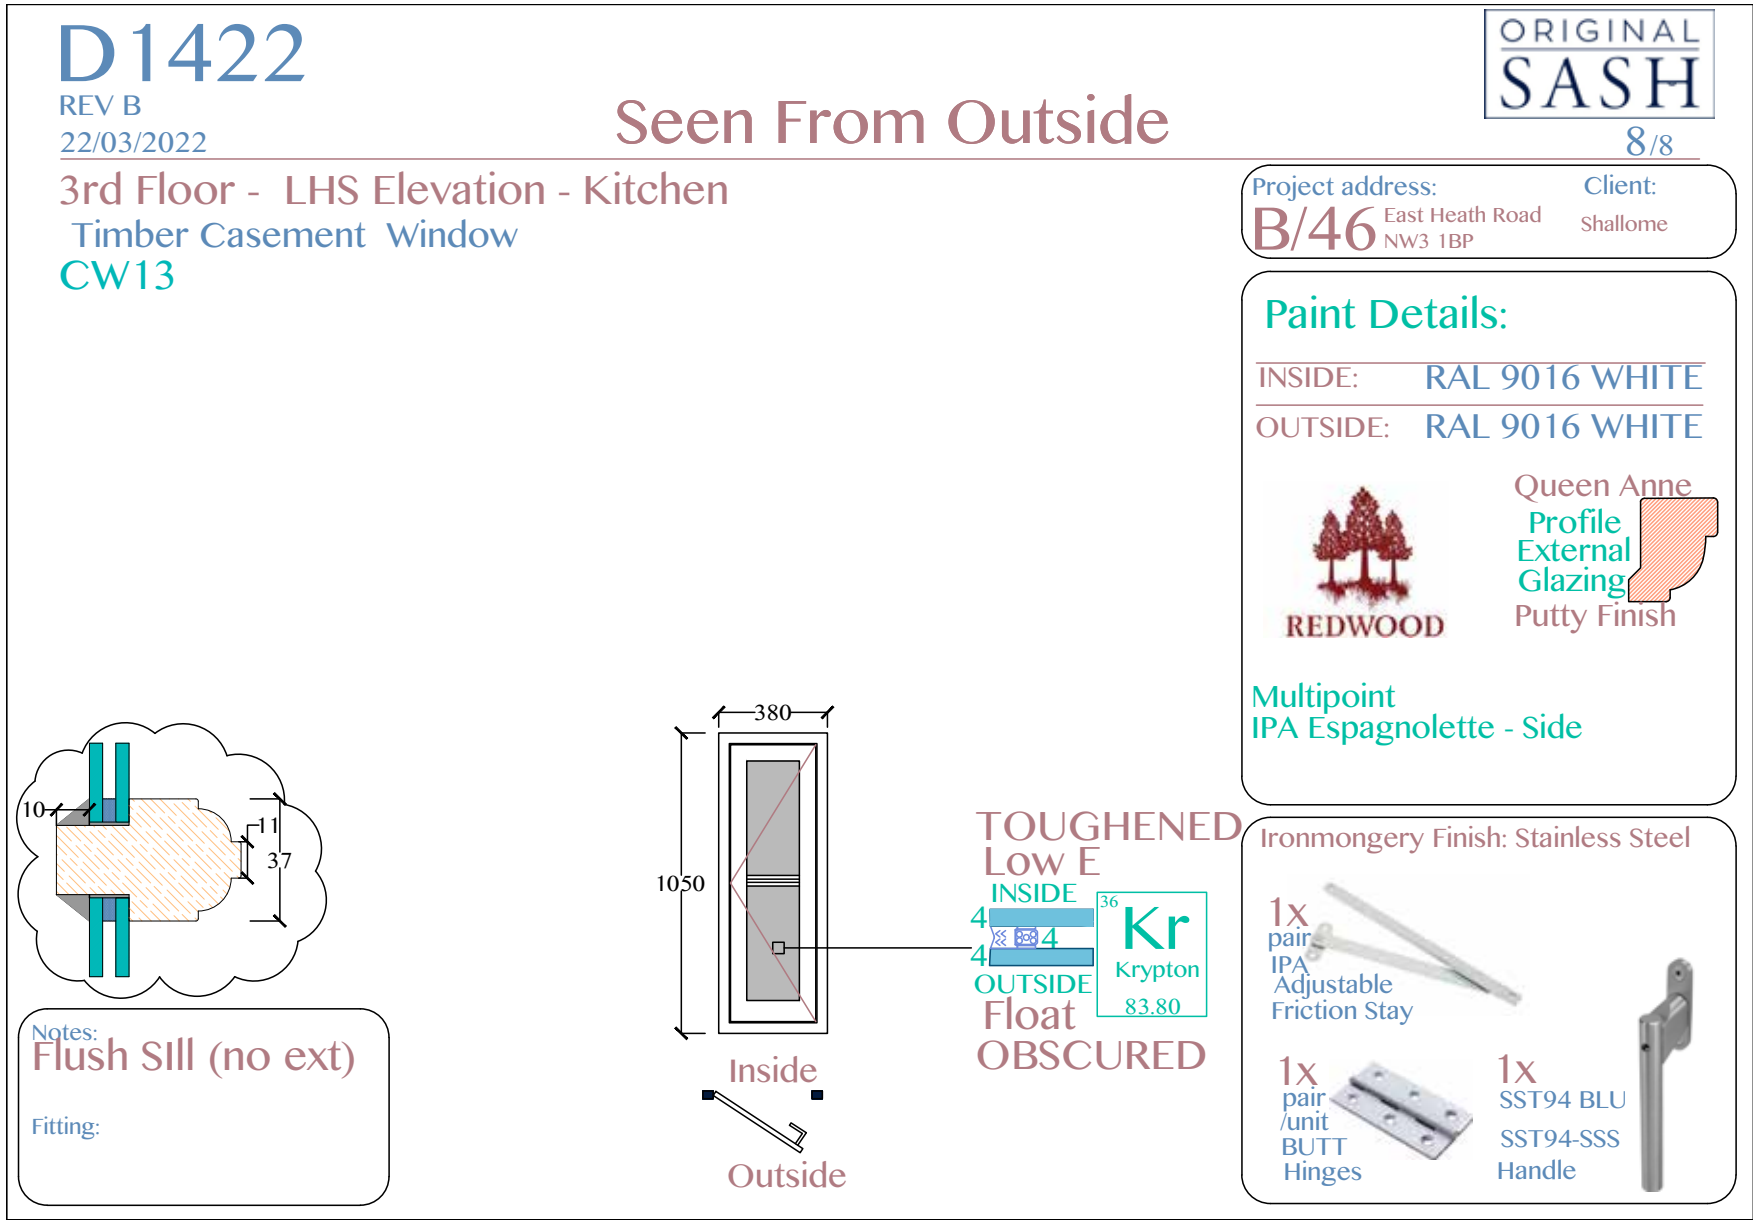 D1422
REV B
22/03/2022
Seen From Outside
ORIGINAL
SASH
8/8
3rd Floor - LHS Elevation - Kitchen
Timber Casement Window
CW13
Project address:
B/46
East Heath Road
NW3 1BP
Client:
Shallome
Paint Details:
INSIDE: RAL 9016 WHITE
OUTSIDE: RAL 9016 WHITE
REDWOOD
Queen Anne
Profile
External
Glazing
Putty Finish
Multipoint
IPA Espagnolette - Side
10
11
37
380
1050
TOUGHENED
Low E
INSIDE
4
4
4
OUTSIDE
Float
OBSCURED
36
Kr
Krypton
83.80
Inside
Outside
Notes:
Flush SIll (no ext)
Fitting:
Ironmongery Finish: Stainless Steel
1x
pair
IPA
Adjustable
Friction Stay
1x
pair
/unit
BUTT
Hinges
1x
SST94 BLU
SST94-SSS
Handle